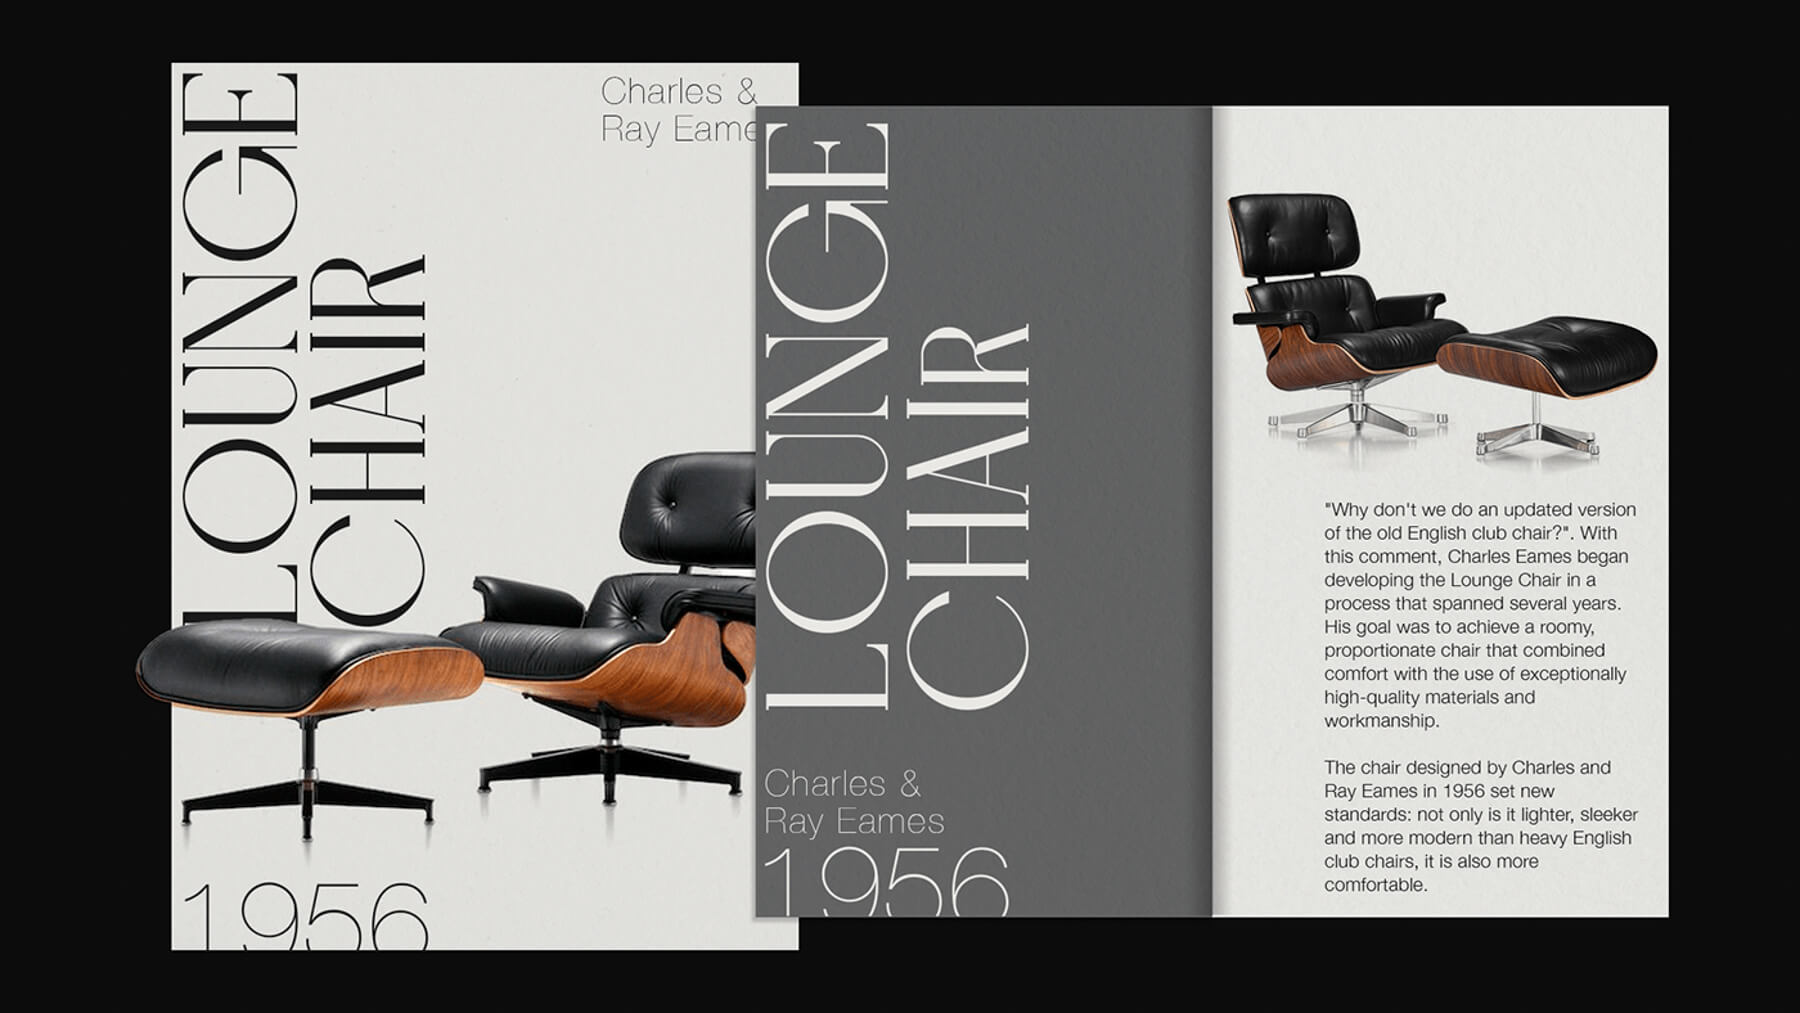 LOUNGE
CHAIR
Charles &
Ray Eame
1956
LOUNGE
CHAIR
Charles &
Ray Eames
1956
"Why don't we do an updated version
of the old English club chair?". With
this comment, Charles Eames began
developing the Lounge Chair in a
process that spanned several years.
His goal was to achieve a roomy,
proportionate chair that combined
comfort with the use of exceptionally
high-quality materials and
workmanship.
The chair designed by Charles and
Ray Eames in 1956 set new
standards: not only is it lighter, sleeker
and more modern than heavy English
club chairs, it is also more
comfortable.